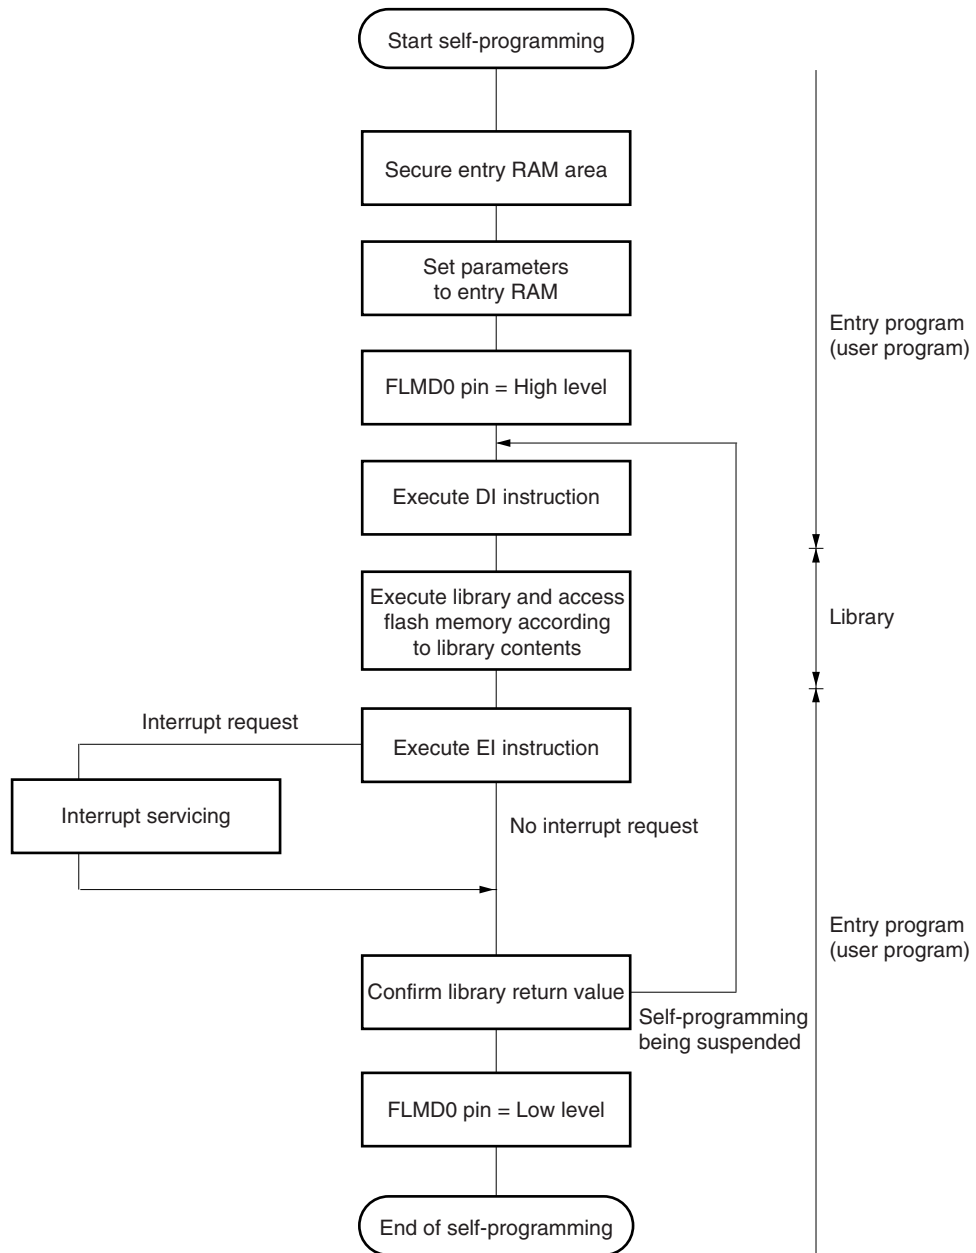 Start self-programming
Secure entry RAM area
Set parameters
to entry RAM
FLMD0 pin = High level
Entry program
(user program)
Execute DI instruction
Execute library and access
flash memory according
to library contents
Library
Interrupt request
Execute EI instruction
Interrupt servicing
No interrupt request
Entry program
(user program)
Confirm library return value
Self-programming
being suspended
FLMD0 pin = Low level
End of self-programming